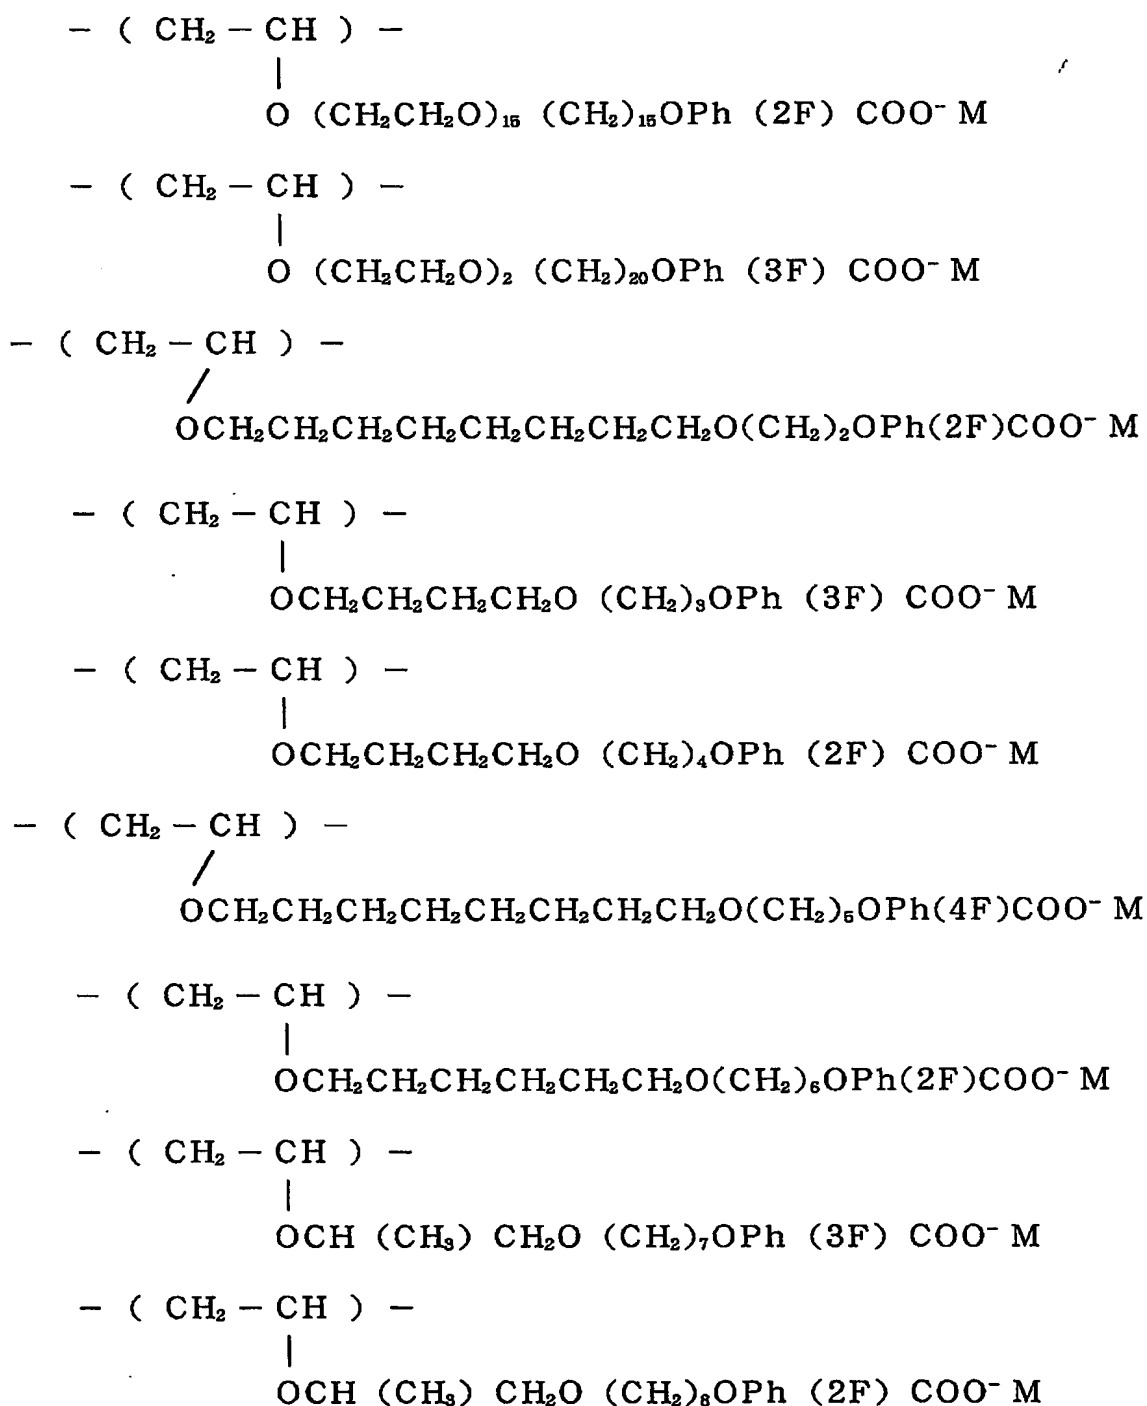 − ( CH₂ − CH ) −
|
O (CH₂CH₂O)₁₅ (CH₂)₁₅OPh (2F) COO⁻ M
− ( CH₂ − CH ) −
|
O (CH₂CH₂O)₂ (CH₂)₂₀OPh (3F) COO⁻ M
− ( CH₂ − CH ) −
/
OCH₂CH₂CH₂CH₂CH₂CH₂CH₂CH₂O(CH₂)₂OPh(2F)COO⁻ M
− ( CH₂ − CH ) −
|
OCH₂CH₂CH₂CH₂O (CH₂)₃OPh (3F) COO⁻ M
− ( CH₂ − CH ) −
|
OCH₂CH₂CH₂CH₂O (CH₂)₄OPh (2F) COO⁻ M
− ( CH₂ − CH ) −
/
OCH₂CH₂CH₂CH₂CH₂CH₂CH₂CH₂O(CH₂)₅OPh(4F)COO⁻ M
− ( CH₂ − CH ) −
|
OCH₂CH₂CH₂CH₂CH₂CH₂O(CH₂)₆OPh(2F)COO⁻ M
− ( CH₂ − CH ) −
|
OCH (CH₃) CH₂O (CH₂)₇OPh (3F) COO⁻ M
− ( CH₂ − CH ) −
|
OCH (CH₃) CH₂O (CH₂)₈OPh (2F) COO⁻ M